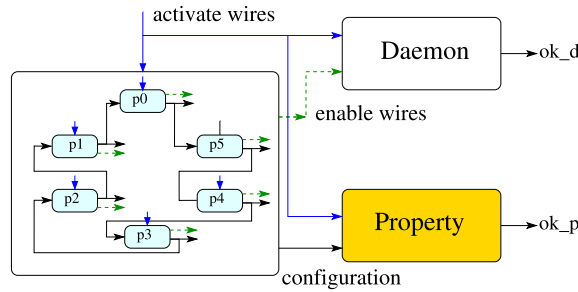 activate wires
Daemon
ok_d
enable wires
p0
p1
p5
p2
p4
p3
Property
ok_p
configuration